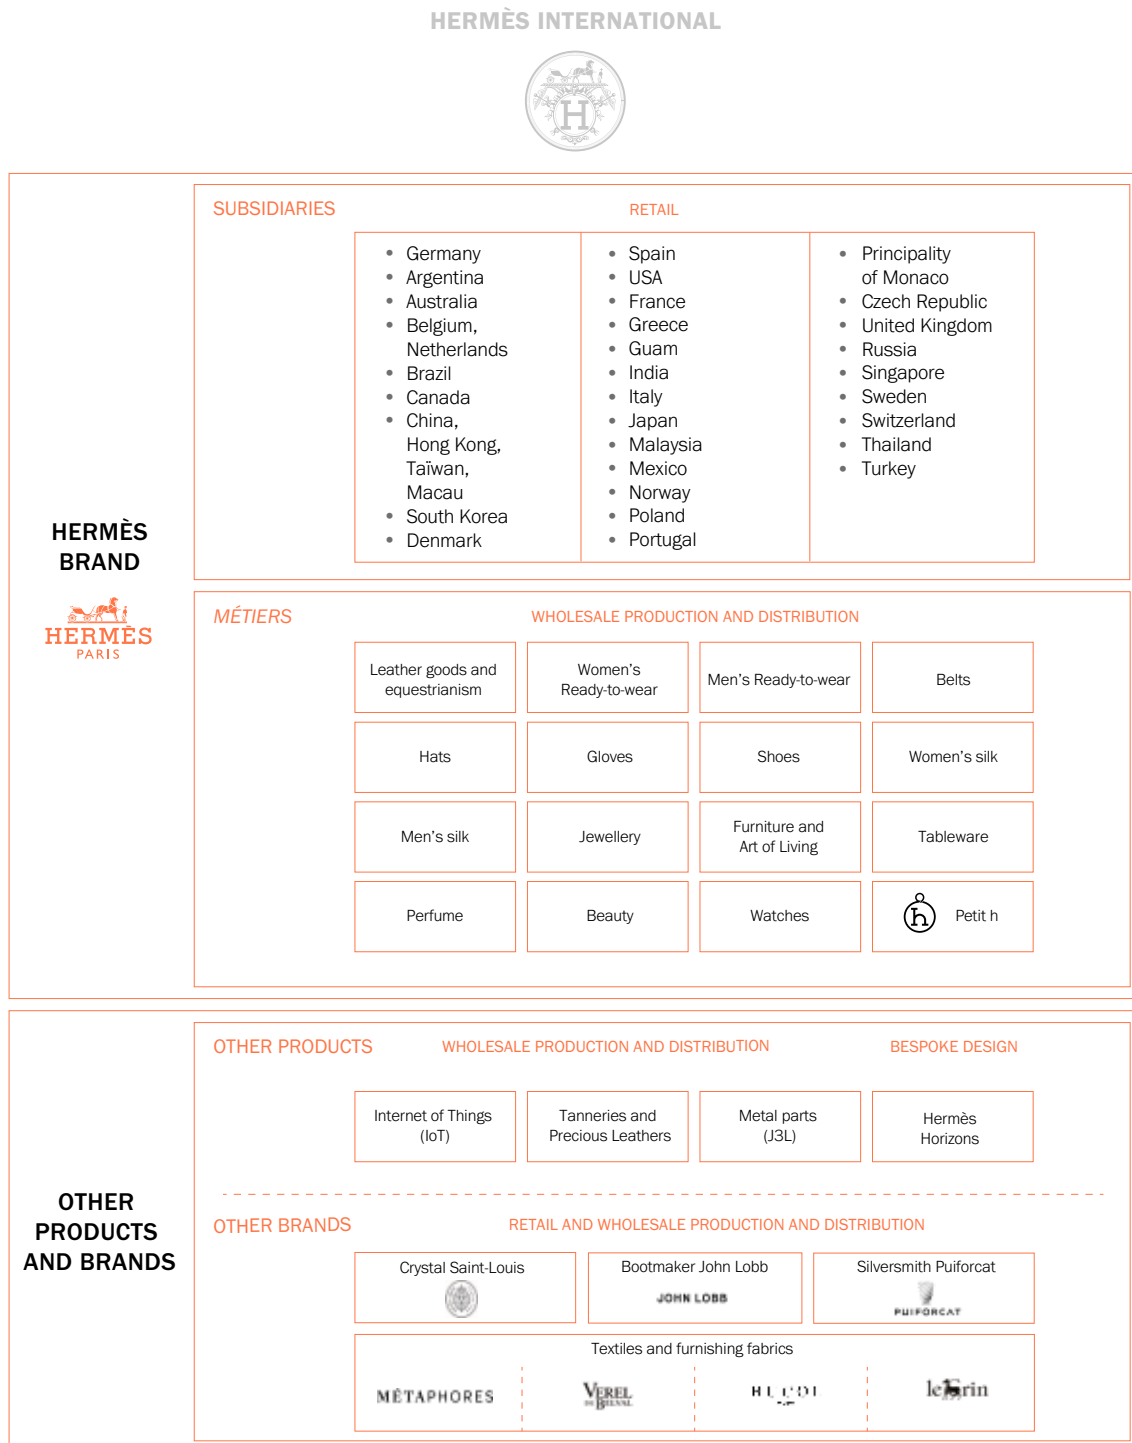 HERMÈS INTERNATIONAL
H
HERMÈS
BRAND
HERMÈS
PARIS
SUBSIDIARIES
RETAIL
• Germany
• Argentina
• Australia
• Belgium,
Netherlands
• Brazil
• Canada
• China,
Hong Kong,
Taïwan,
Macau
• South Korea
• Denmark
• Spain
• USA
• France
• Greece
• Guam
• India
• Italy
• Japan
• Malaysia
• Mexico
• Norway
• Poland
• Portugal
• Principality
of Monaco
• Czech Republic
• United Kingdom
• Russia
• Singapore
• Sweden
• Switzerland
• Thailand
• Turkey
MÉTIERS
WHOLESALE PRODUCTION AND DISTRIBUTION
Leather goods and
equestrianism
Women's
Ready-to-wear
Men's Ready-to-wear
Belts
Hats
Gloves
Shoes
Women's silk
Men's silk
Jewellery
Furniture and
Art of Living
Tableware
Perfume
Beauty
Watches
h
Petit h
OTHER
PRODUCTS
AND BRANDS
OTHER PRODUCTS
WHOLESALE PRODUCTION AND DISTRIBUTION
BESPOKE DESIGN
Internet of Things
(IoT)
Tanneries and
Precious Leathers
Metal parts
(J3L)
Hermès
Horizons
OTHER BRANDS
RETAIL AND WHOLESALE PRODUCTION AND DISTRIBUTION
Crystal Saint-Louis
Bootmaker John Lobb
JOHN LOBB
Silversmith Puiforcat
PUIFORCAT
Textiles and furnishing fabrics
MÉTAPHORES
VEREL
DE BELVAL
le Crin